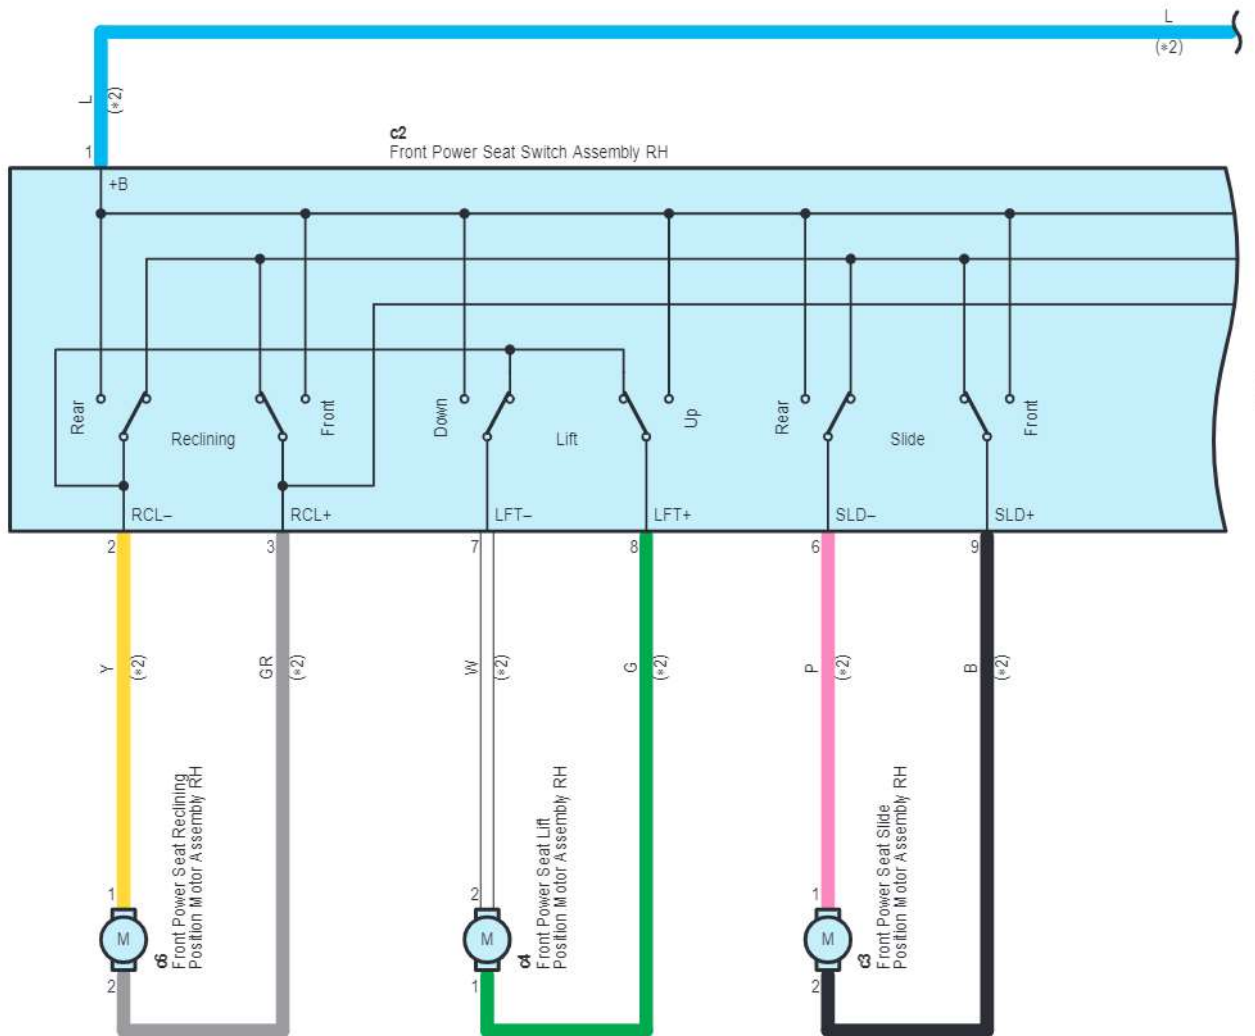 L
(*2)
L
(*2)
c2
1
Front Power Seat Switch Assembly RH
+B
Rear
Reclining
Front
Down
Lift
Up
Rear
Slide
Front
RCL–
RCL+
LFT–
LFT+
SLD–
SLD+
2
3
7
8
6
9
Y
(*2)
GR
(*2)
W
(*2)
G
(*2)
P
(*2)
B
(*2)
1
M
2
c6
Front Power Seat Reclining
Position Motor Assembly RH
2
M
1
c4
Front Power Seat Lift
Position Motor Assembly RH
1
M
2
c3
Front Power Seat Slide
Position Motor Assembly RH